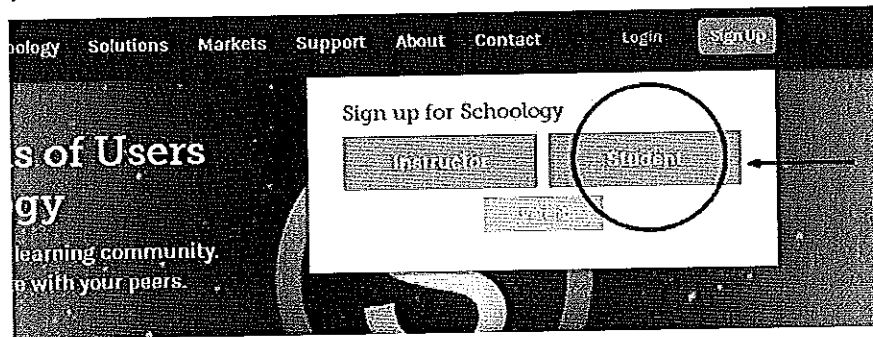 oology Solutions Markets Support About Contact Login Sign Up
Sign up for Schoology
Instructor Student
s of Users
gy
learning community.
e with your peers.